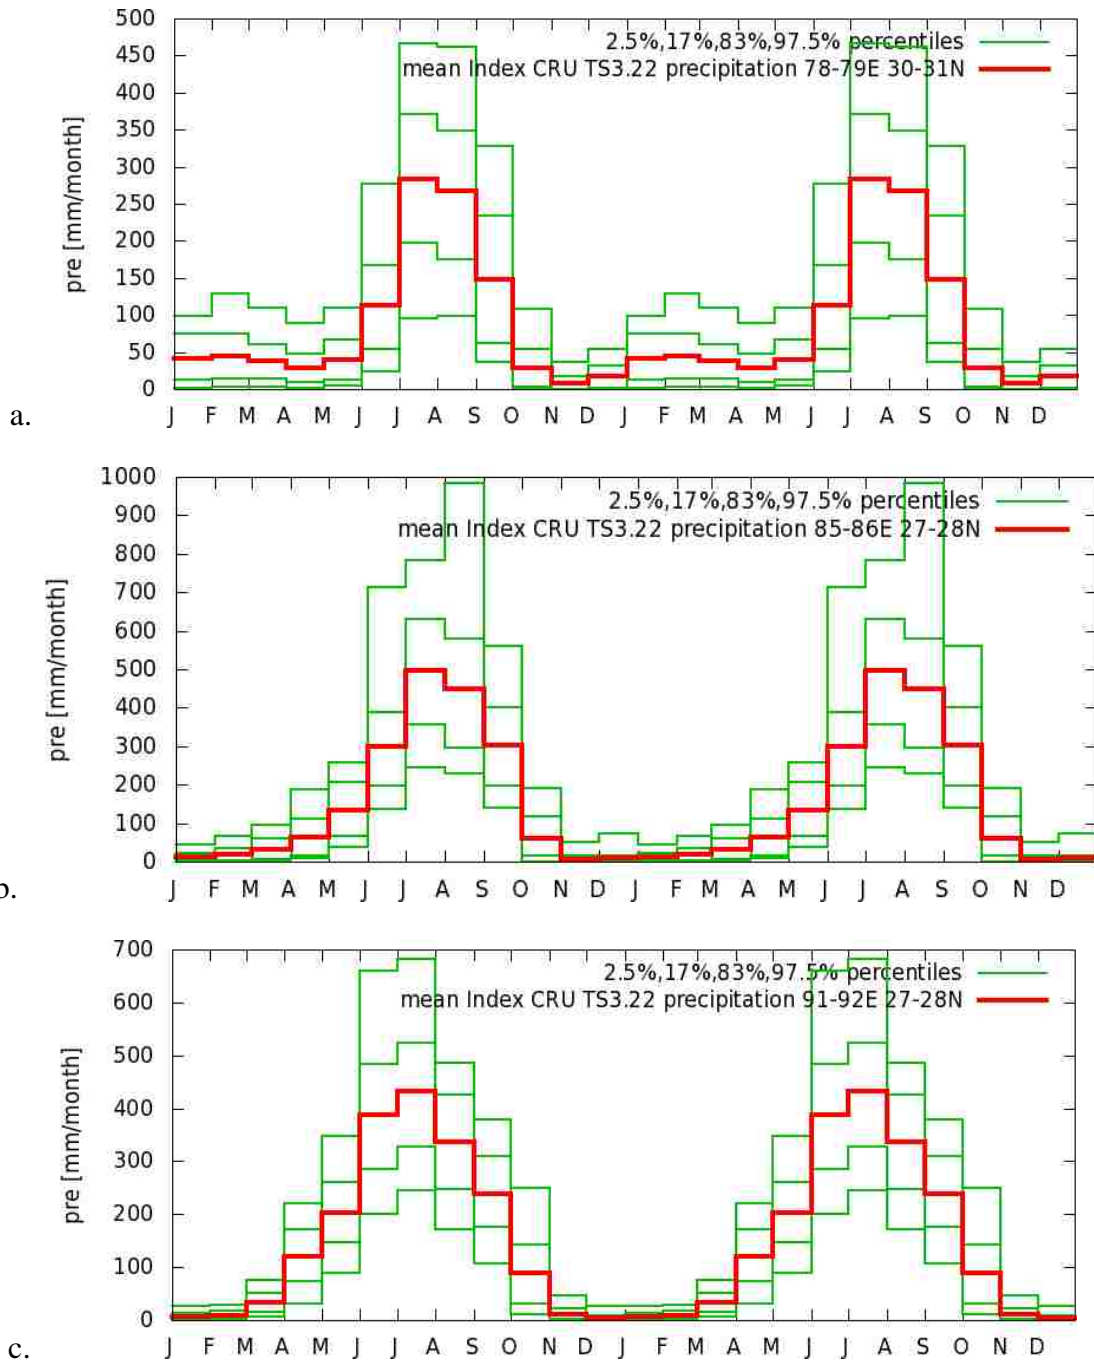 500
2.5%,17%,83%,97.5% percentiles
450
mean Index CRU TS3.22 precipitation 78-79E 30-31N
400
350
300
250
200
150
100
50
0
pre [mm/month]
J F M A M J J A S O N D J F M A M J J A S O N D
a.
1000
2.5%,17%,83%,97.5% percentiles
900
mean Index CRU TS3.22 precipitation 85-86E 27-28N
800
700
600
500
400
300
200
100
0
pre [mm/month]
J F M A M J J A S O N D J F M A M J J A S O N D
b.
700
2.5%,17%,83%,97.5% percentiles
600
mean Index CRU TS3.22 precipitation 91-92E 27-28N
500
400
300
200
100
0
pre [mm/month]
J F M A M J J A S O N D J F M A M J J A S O N D
c.